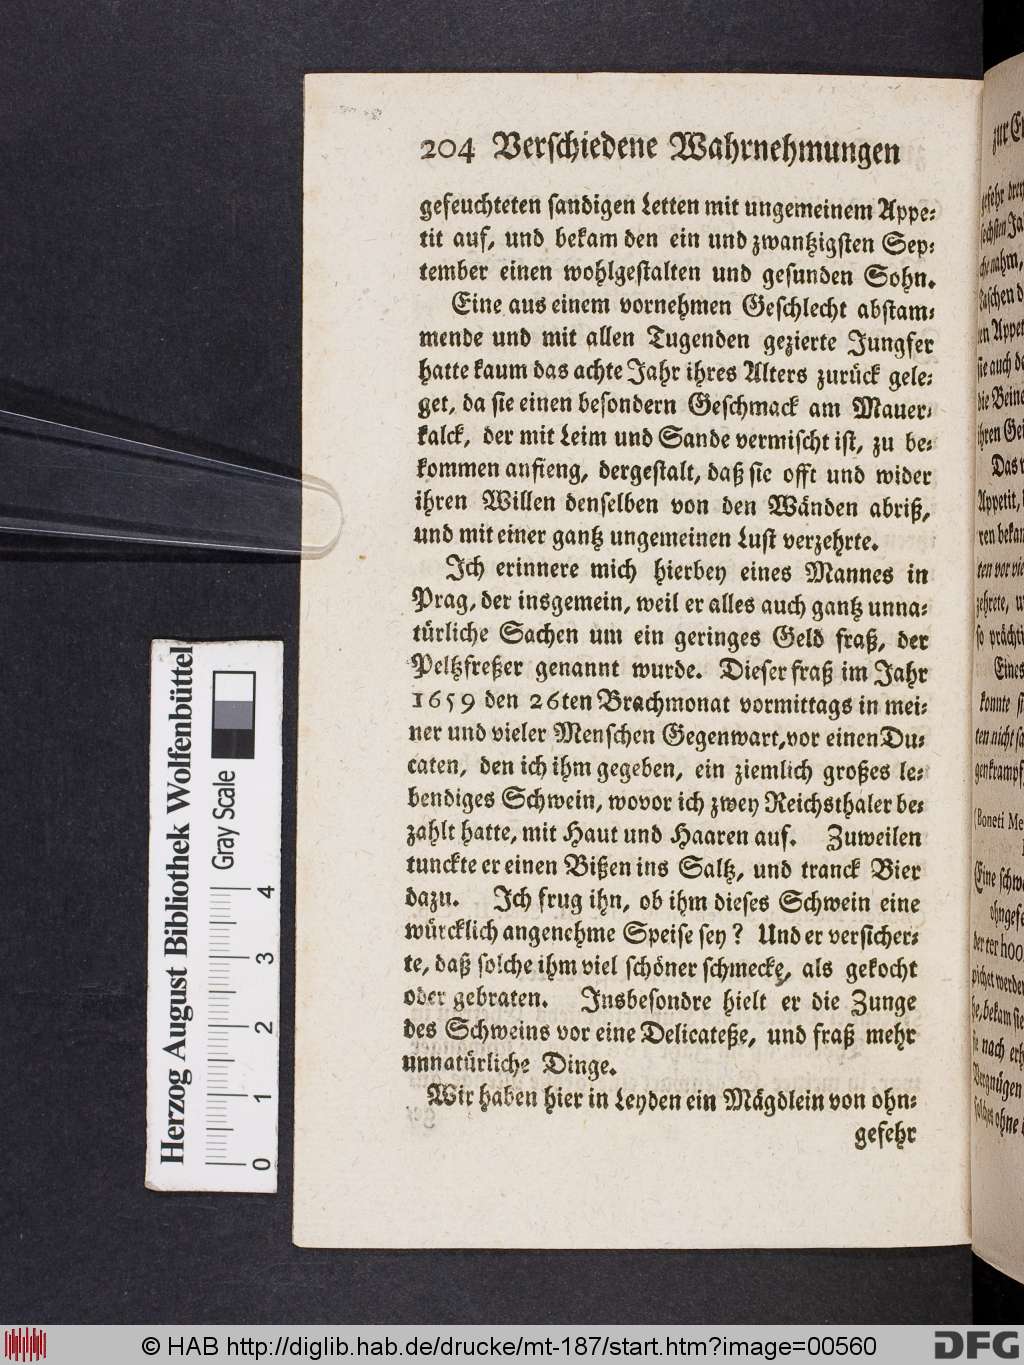 204 Verschiedene Wahrnehmungen
gefeuchteten sandigen Letten mit ungemeinem Appe-
tit auf, und bekam den ein und zwantzigsten Sep-
tember einen wohlgestalten und gesunden Sohn.
Eine aus einem vornehmen Geschlecht abstam-
mende und mit allen Tugenden gezierte Jungfer
hatte kaum das achte Jahr ihres Alters zurück gele-
get, da sie einen besondern Geschmack am Mauer-
kalck, der mit Leim und Sande vermischt ist, zu be-
kommen anfieng, dergestalt, daß sie offt und wider
ihren Willen denselben von den Wänden abriß,
und mit einer gantz ungemeinen Lust verzehrte.
Ich erinnere mich hierbey eines Mannes in
Prag, der insgemein, weil er alles auch gantz unna-
türliche Sachen um ein geringes Geld fraß, der
Peltzfreßer genannt wurde. Dieser fraß im Jahr
1659 den 26ten Brachmonat vormittags in mei-
ner und vieler Menschen Gegenwart, vor einen Du-
caten, den ich ihm gegeben, ein ziemlich großes le-
bendiges Schwein, wovor ich zwey Reichsthaler be-
zahlt hatte, mit Haut und Haaren auf. Zuweilen
tunckte er einen Bißen ins Saltz, und tranck Bier
dazu. Ich frug ihn, ob ihm dieses Schwein eine
würcklich angenehme Speise sey? Und er versicher-
te, daß solche ihm viel schöner schmecke, als gekocht
oder gebraten. Insbesondre hielt er die Zunge
des Schweins vor eine Delicateße, und fraß mehr
unnatürliche Dinge.
Wir haben hier in Leyden ein Mägdlein von ohn-
gefehr
Herzog August Bibliothek Wolfenbüttel
Gray Scale
0 1 2 3 4
© HAB http://diglib.hab.de/drucke/mt-187/start.htm?image=00560
DFG